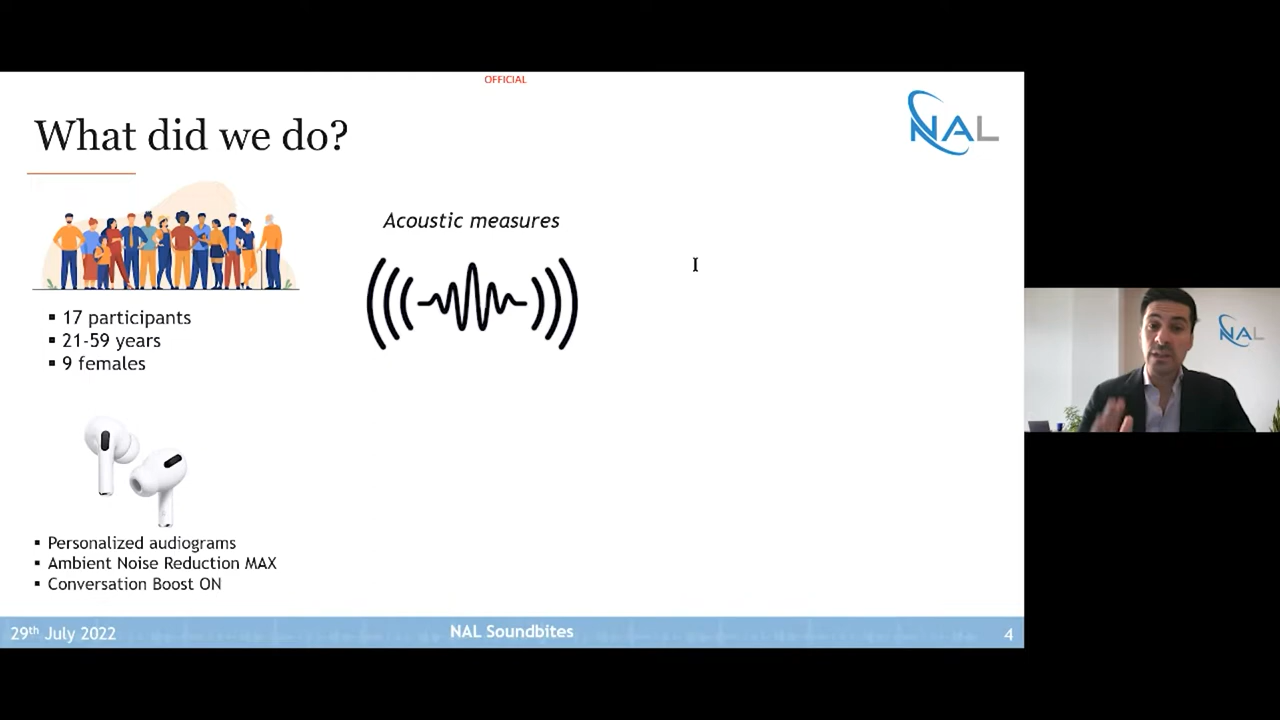 OFFICIAL
What did we do?
NAL
Acoustic measures
▪ 17 participants
▪ 21-59 years
▪ 9 females
NAL
▪ Personalized audiograms
▪ Ambient Noise Reduction MAX
▪ Conversation Boost ON
29th July 2022
NAL Soundbites
4